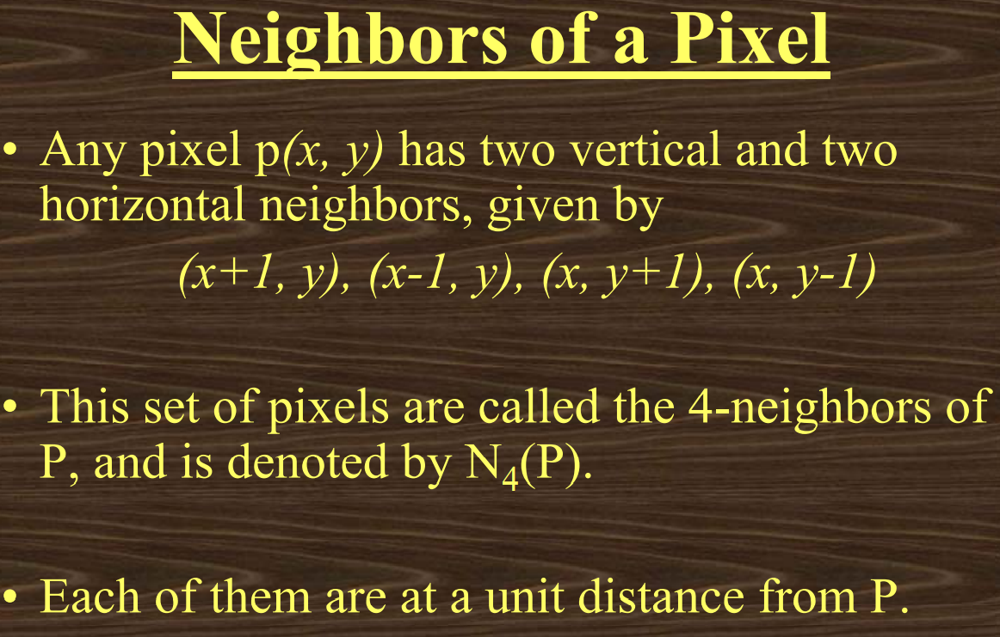 Neighbors of a Pixel
• Any pixel p(x, y) has two vertical and two
horizontal neighbors, given by
(x+1, y), (x-1, y), (x, y+1), (x, y-1)
• This set of pixels are called the 4-neighbors of
P, and is denoted by N₄(P).
• Each of them are at a unit distance from P.